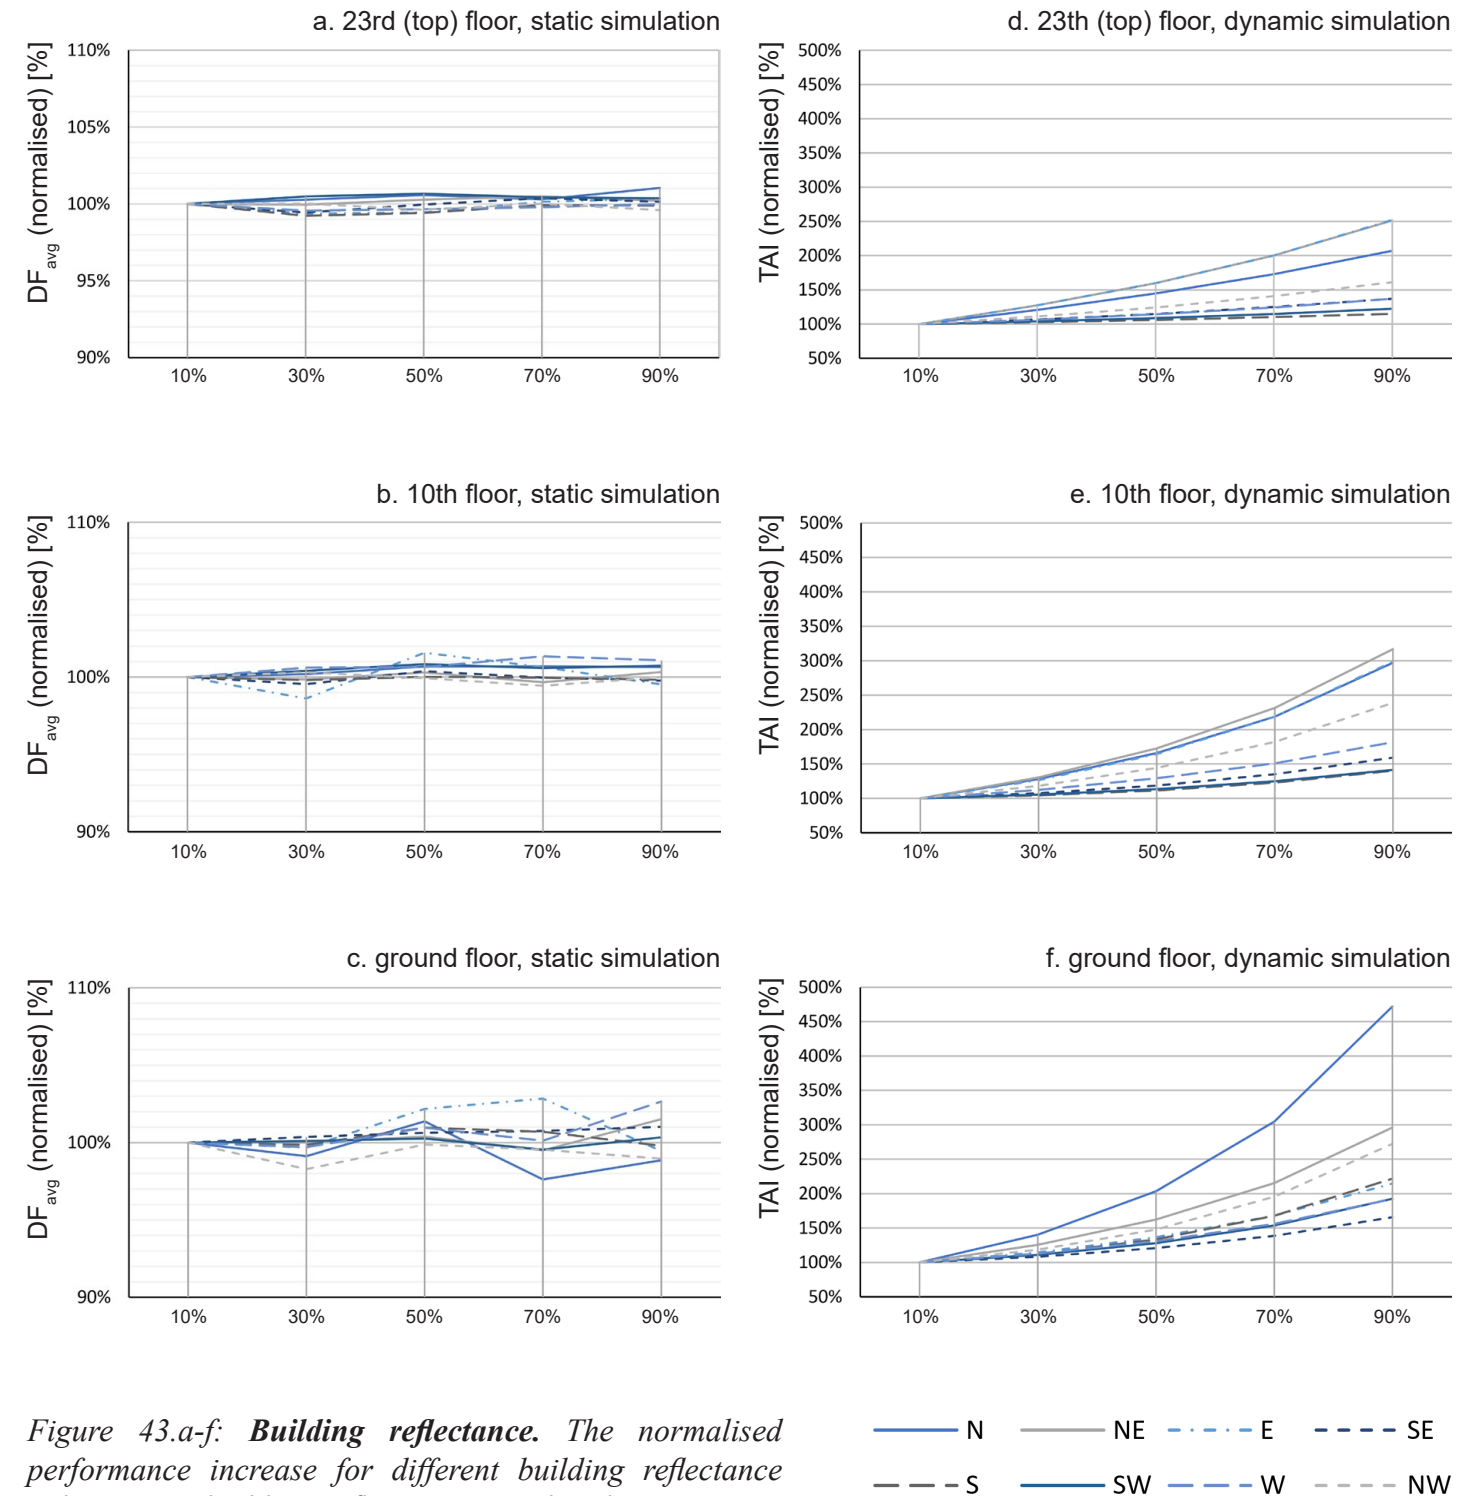 a. 23rd (top) floor, static simulation
DFavg (normalised) [%]
110%
105%
100%
95%
90%
10% 30% 50% 70% 90%
d. 23th (top) floor, dynamic simulation
TAI (normalised) [%]
500%
450%
400%
350%
300%
250%
200%
150%
100%
50%
10% 30% 50% 70% 90%
b. 10th floor, static simulation
DFavg (normalised) [%]
110%
100%
90%
10% 30% 50% 70% 90%
e. 10th floor, dynamic simulation
TAI (normalised) [%]
500%
450%
400%
350%
300%
250%
200%
150%
100%
50%
10% 30% 50% 70% 90%
c. ground floor, static simulation
DFavg (normalised) [%]
110%
100%
90%
10% 30% 50% 70% 90%
f. ground floor, dynamic simulation
TAI (normalised) [%]
500%
450%
400%
350%
300%
250%
200%
150%
100%
50%
10% 30% 50% 70% 90%
Figure 43.a-f: Building reflectance. The normalised
performance increase for different building reflectance
N NE E SE
S SW W NW